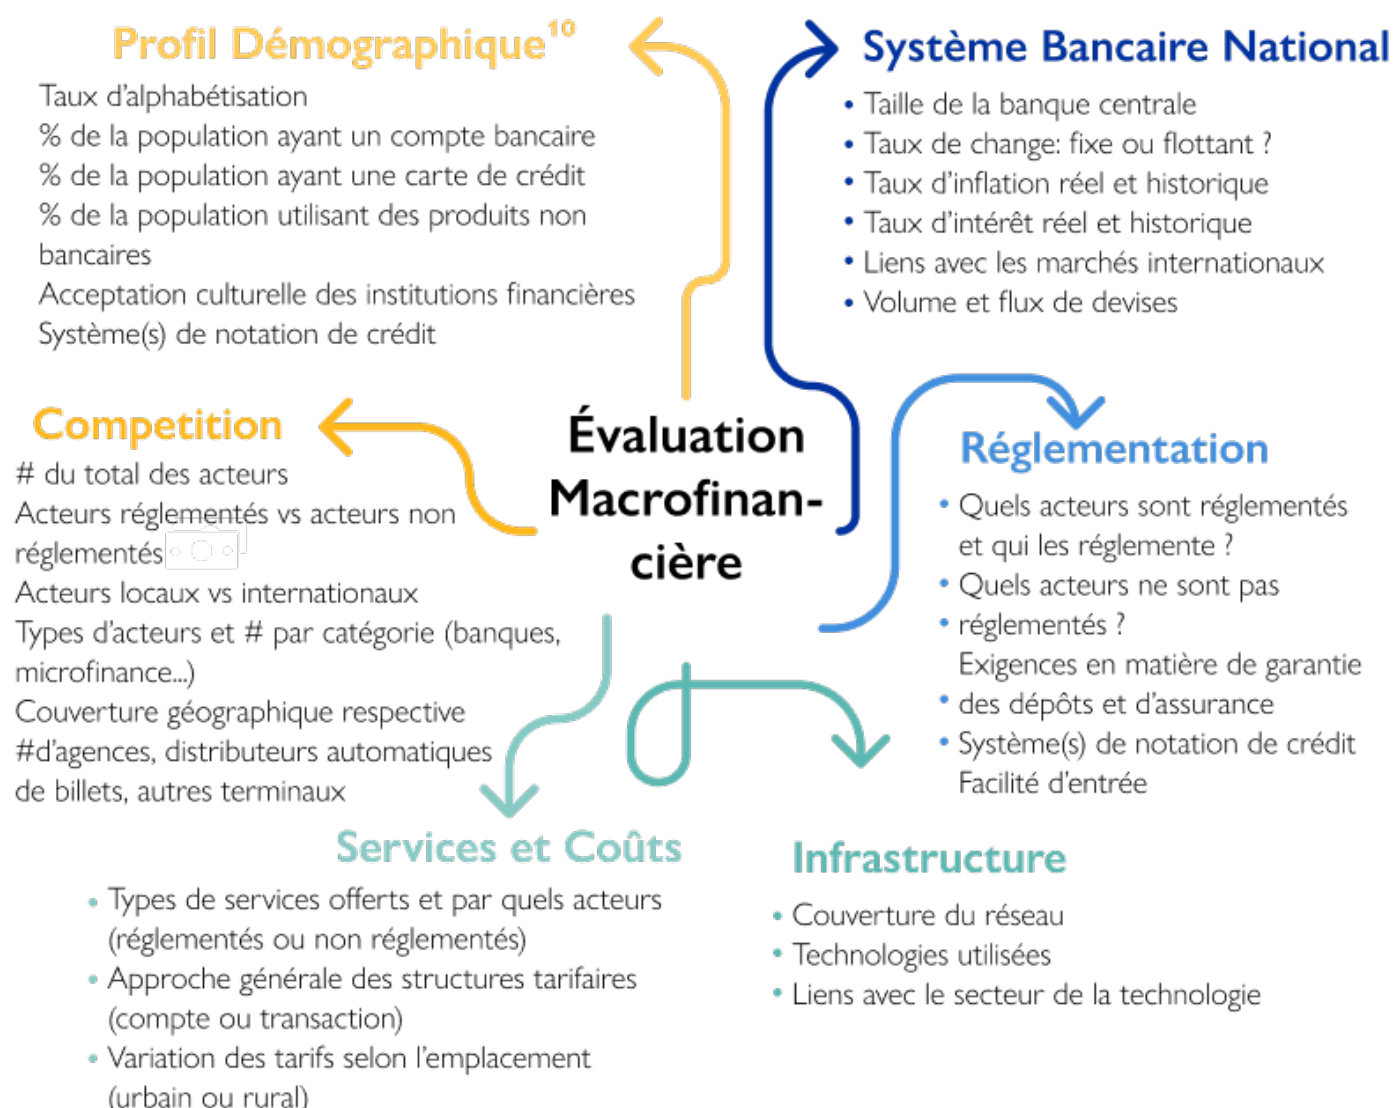 Profil Démographique¹⁰
Taux d’alphabétisation
% de la population ayant un compte bancaire
% de la population ayant une carte de crédit
% de la population utilisant des produits non
bancaires
Acceptation culturelle des institutions financières
Système(s) de notation de crédit
Système Bancaire National
• Taille de la banque centrale
• Taux de change: fixe ou flottant ?
• Taux d’inflation réel et historique
• Taux d’intérêt réel et historique
• Liens avec les marchés internationaux
• Volume et flux de devises
Competition
# du total des acteurs
Acteurs réglementés vs acteurs non
réglementés
Acteurs locaux vs internationaux
Types d’acteurs et # par catégorie (banques,
microfinance...)
Couverture géographique respective
#d’agences, distributeurs automatiques
de billets, autres terminaux
Évaluation
Macrofinan-
cière
Réglementation
• Quels acteurs sont réglementés
et qui les réglemente ?
• Quels acteurs ne sont pas
• réglementés ?
Exigences en matière de garantie
• des dépôts et d’assurance
• Système(s) de notation de crédit
Facilité d’entrée
Services et Coûts
• Types de services offerts et par quels acteurs
(réglementés ou non réglementés)
• Approche générale des structures tarifaires
(compte ou transaction)
• Variation des tarifs selon l’emplacement
(urbain ou rural)
Infrastructure
• Couverture du réseau
• Technologies utilisées
• Liens avec le secteur de la technologie